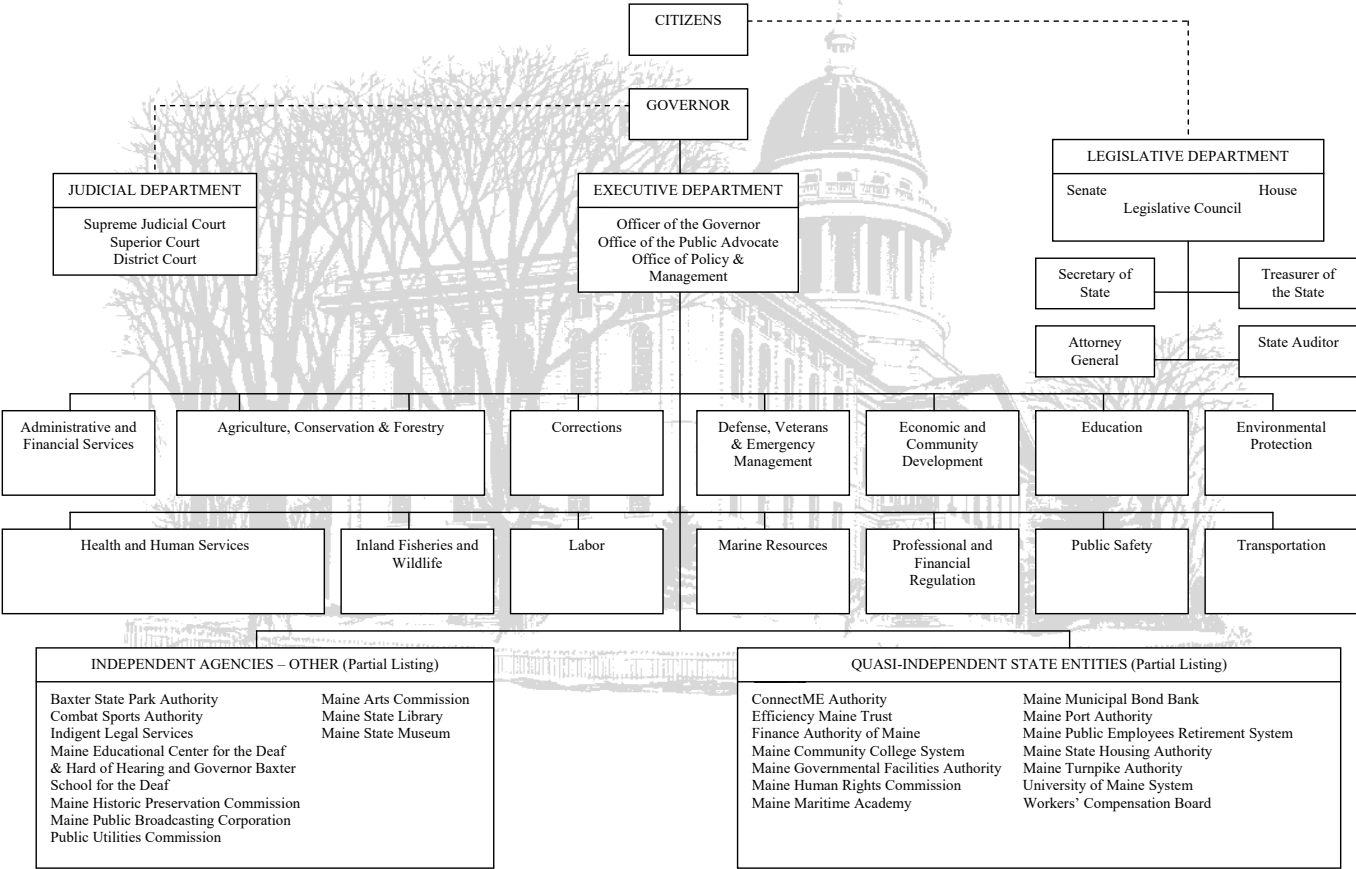 CITIZENS
GOVERNOR
JUDICIAL DEPARTMENT
Supreme Judicial Court
Superior Court
District Court
EXECUTIVE DEPARTMENT
Officer of the Governor
Office of the Public Advocate
Office of Policy &
Management
LEGISLATIVE DEPARTMENT
Senate House
Legislative Council
Secretary of
State
Treasurer of
the State
Attorney
General
State Auditor
Administrative and
Financial Services
Agriculture, Conservation & Forestry
Corrections
Defense, Veterans
& Emergency
Management
Economic and
Community
Development
Education
Environmental
Protection
Health and Human Services
Inland Fisheries and
Wildlife
Labor
Marine Resources
Professional and
Financial
Regulation
Public Safety
Transportation
INDEPENDENT AGENCIES – OTHER (Partial Listing)
Baxter State Park Authority
Combat Sports Authority
Indigent Legal Services
Maine Educational Center for the Deaf
& Hard of Hearing and Governor Baxter
School for the Deaf
Maine Historic Preservation Commission
Maine Public Broadcasting Corporation
Public Utilities Commission
Maine Arts Commission
Maine State Library
Maine State Museum
QUASI-INDEPENDENT STATE ENTITIES (Partial Listing)
ConnectME Authority
Efficiency Maine Trust
Finance Authority of Maine
Maine Community College System
Maine Governmental Facilities Authority
Maine Human Rights Commission
Maine Maritime Academy
Maine Municipal Bond Bank
Maine Port Authority
Maine Public Employees Retirement System
Maine State Housing Authority
Maine Turnpike Authority
University of Maine System
Workers’ Compensation Board